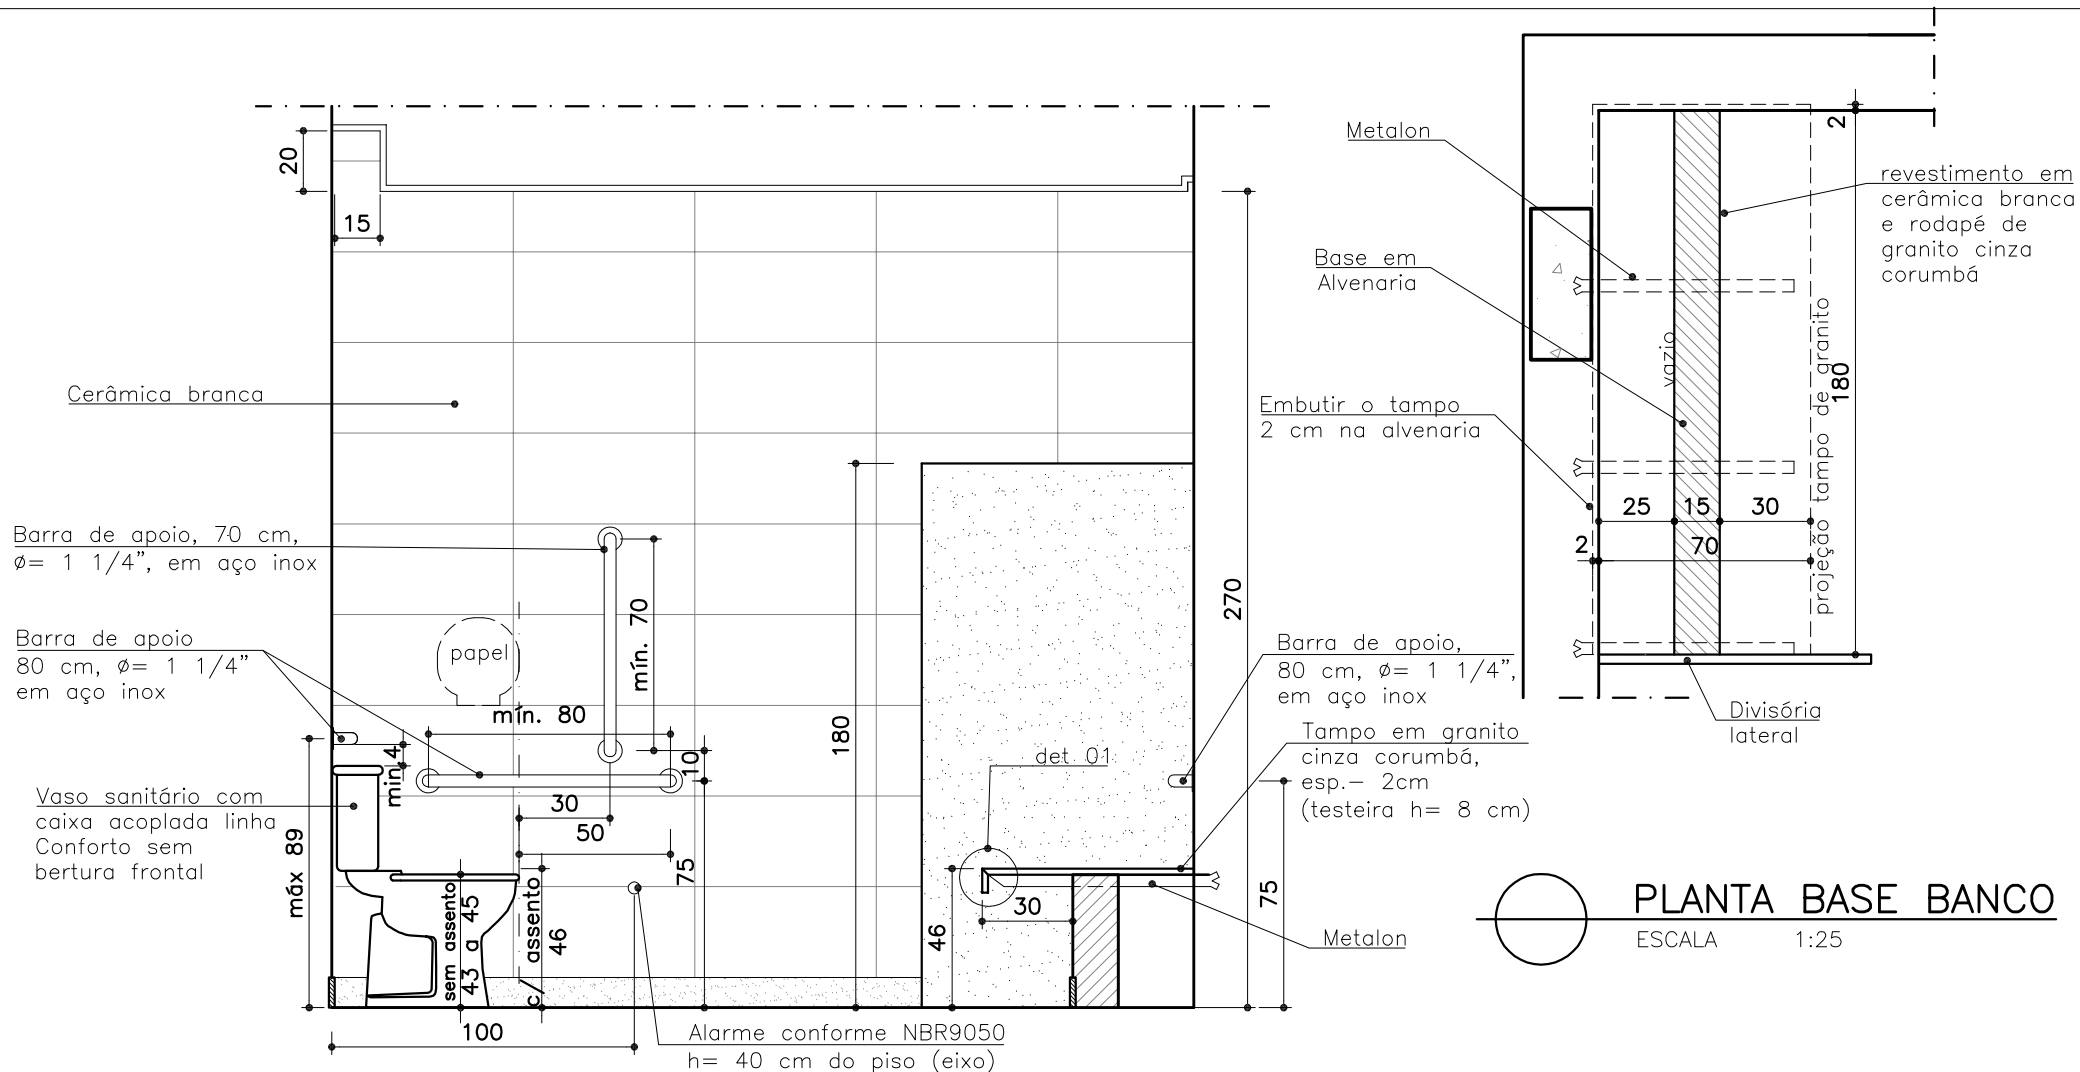 20
15
Cerâmica branca
Barra de apoio, 70 cm,
ø= 1 1/4", em aço inox
Barra de apoio
80 cm, ø= 1 1/4"
em aço inox
Vaso sanitário com
caixa acoplada linha
Conforto sem
bertura frontal
máx 89
min,4
papel
mín. 80
mín. 70
10
30
50
75
sem assento
43 a 45
c/ assento
46
100
Alarme conforme NBR9050
h= 40 cm do piso (eixo)
180
det 01
46
30
270
75
Barra de apoio,
80 cm, ø= 1 1/4",
em aço inox
Tampo em granito
cinza corumbá,
esp.- 2cm
(testeira h= 8 cm)
Metalon
Metalon
Base em
Alvenaria
Embutir o tampo
2 cm na alvenaria
2
revestimento em
cerâmica branca
e rodapé de
granito cinza
corumbá
vazio
projeção tampo de granito
180
25
15
30
2
70
Divisória
lateral
PLANTA BASE BANCO
ESCALA 1:25